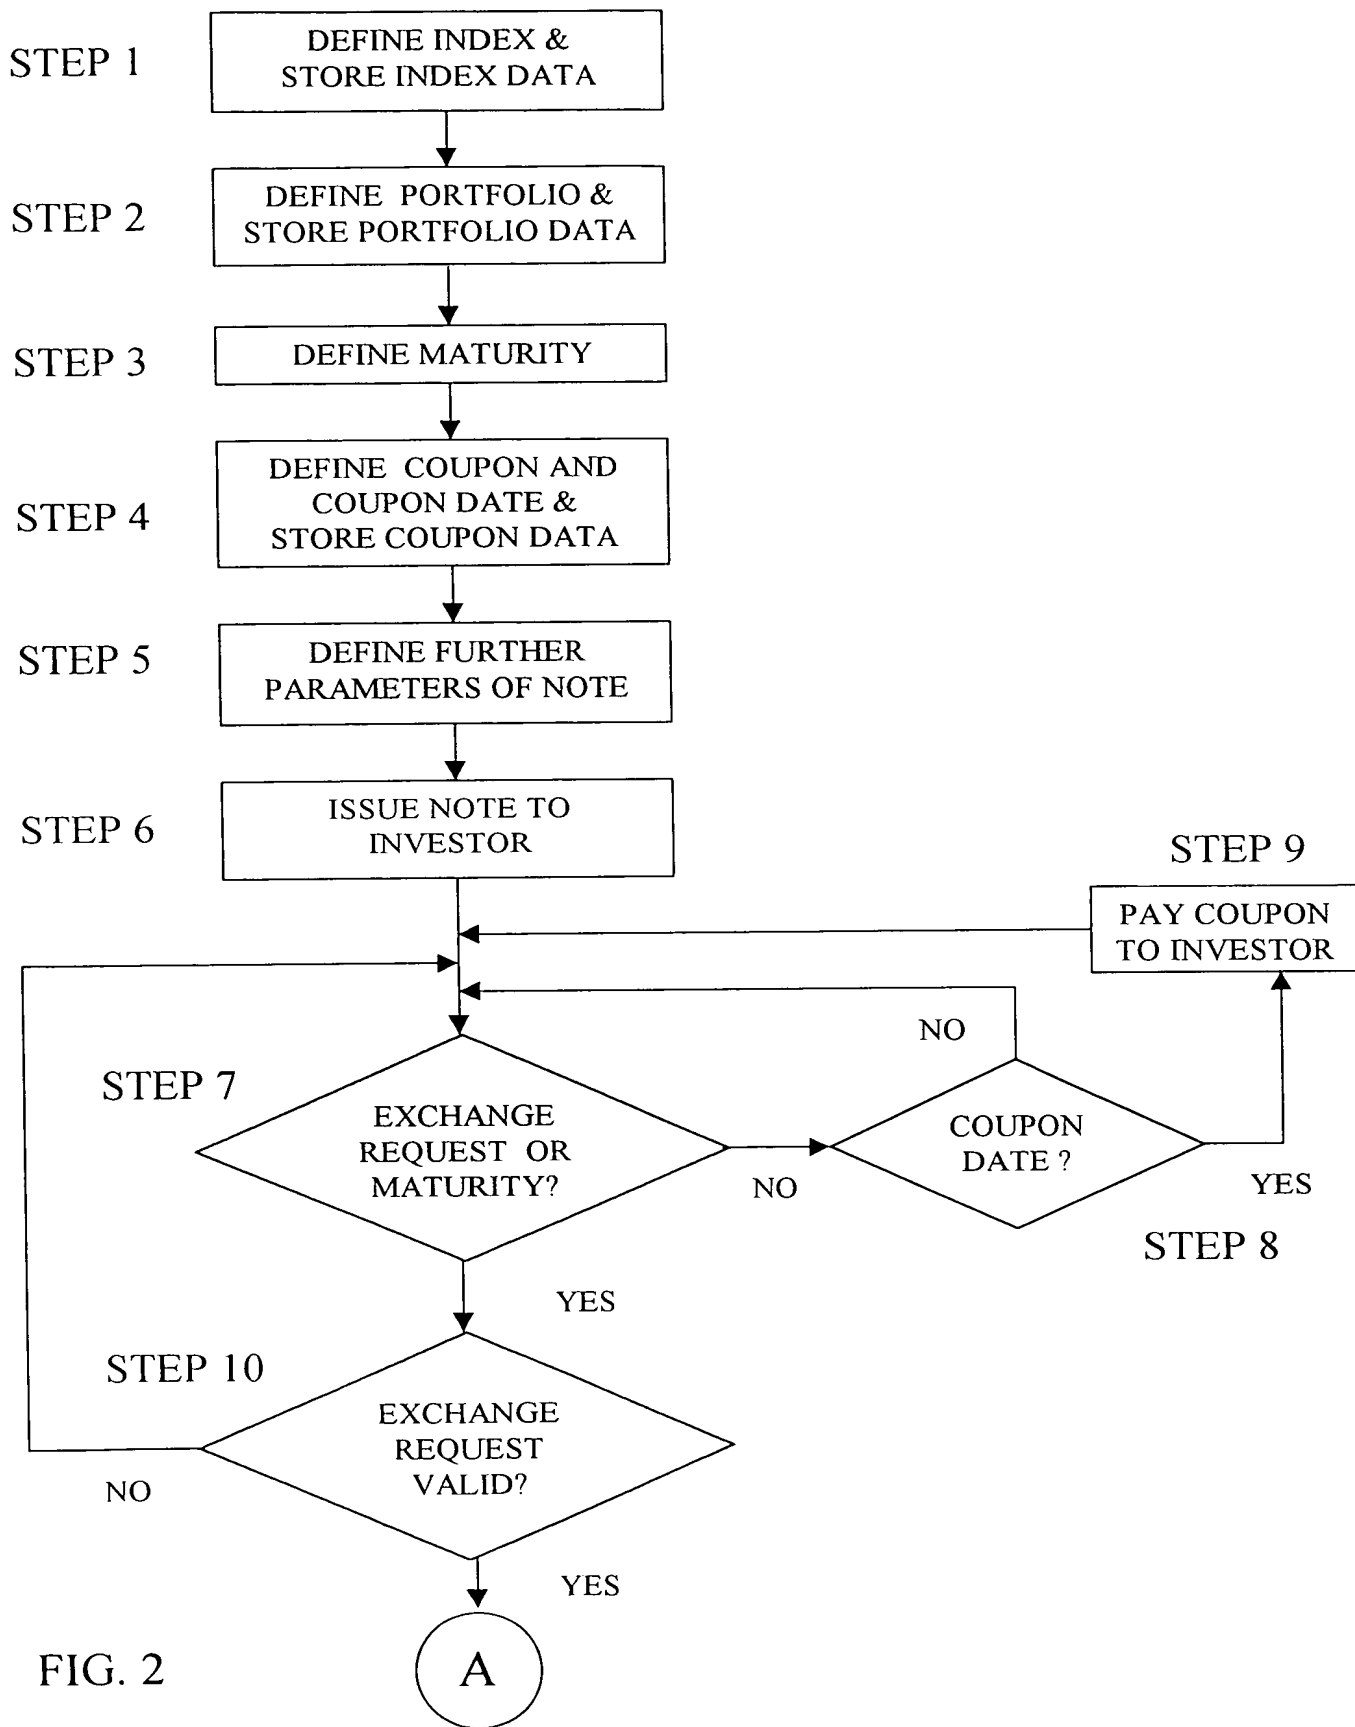 STEP 1
DEFINE INDEX &
STORE INDEX DATA
STEP 2
DEFINE PORTFOLIO &
STORE PORTFOLIO DATA
STEP 3
DEFINE MATURITY
STEP 4
DEFINE COUPON AND
COUPON DATE &
STORE COUPON DATA
STEP 5
DEFINE FURTHER
PARAMETERS OF NOTE
STEP 6
ISSUE NOTE TO
INVESTOR
STEP 9
PAY COUPON
TO INVESTOR
STEP 7
EXCHANGE
REQUEST OR
MATURITY?
NO
COUPON
DATE ?
NO
YES
STEP 8
YES
STEP 10
EXCHANGE
REQUEST
VALID?
NO
YES
A
FIG. 2